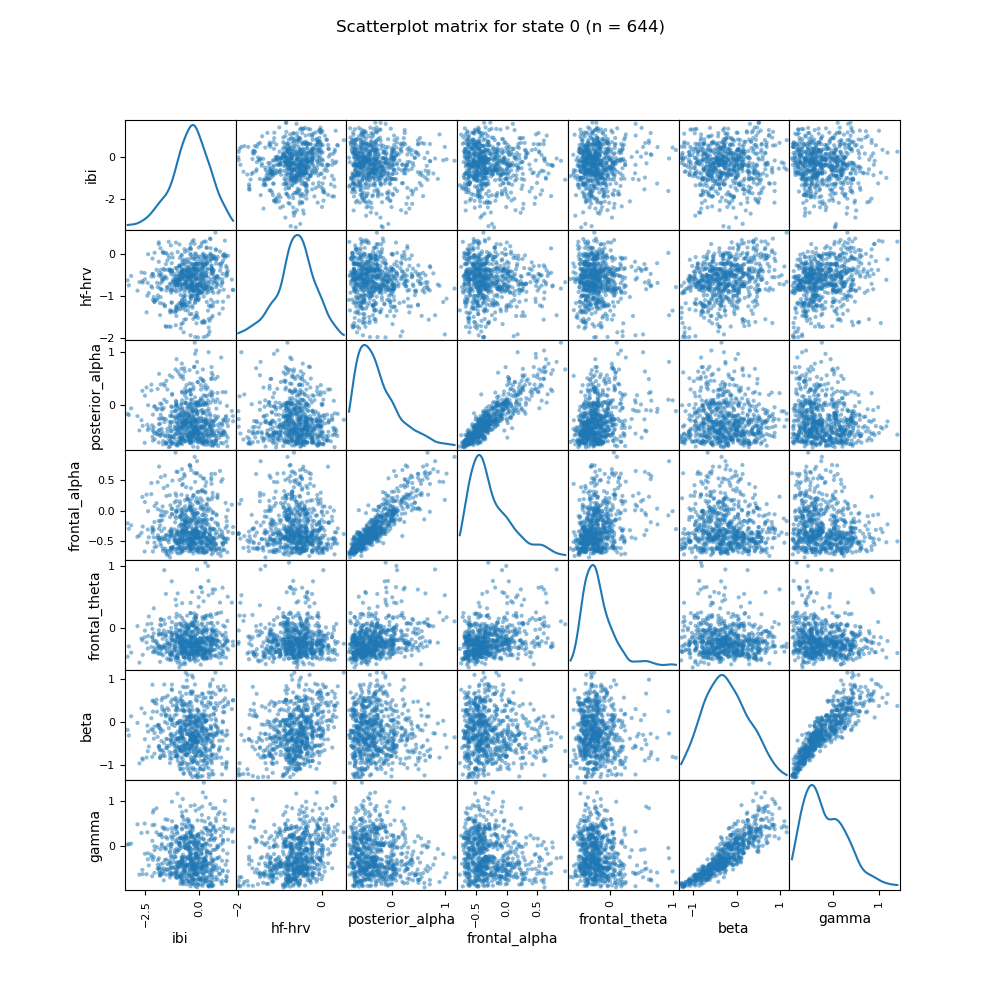 Scatterplot matrix for state 0 (n = 644)
ibi
0
−2
hf-hrv
0
−1
−2
posterior_alpha
1
0
frontal_alpha
0.5
0.0
−0.5
frontal_theta
1
0
beta
1
0
−1
gamma
1
0
−2.5 0.0 −2 0 0 1 −0.5 0.0 0.5 0 1 −1 0 1 0 1
ibi hf-hrv posterior_alpha frontal_alpha frontal_theta beta gamma